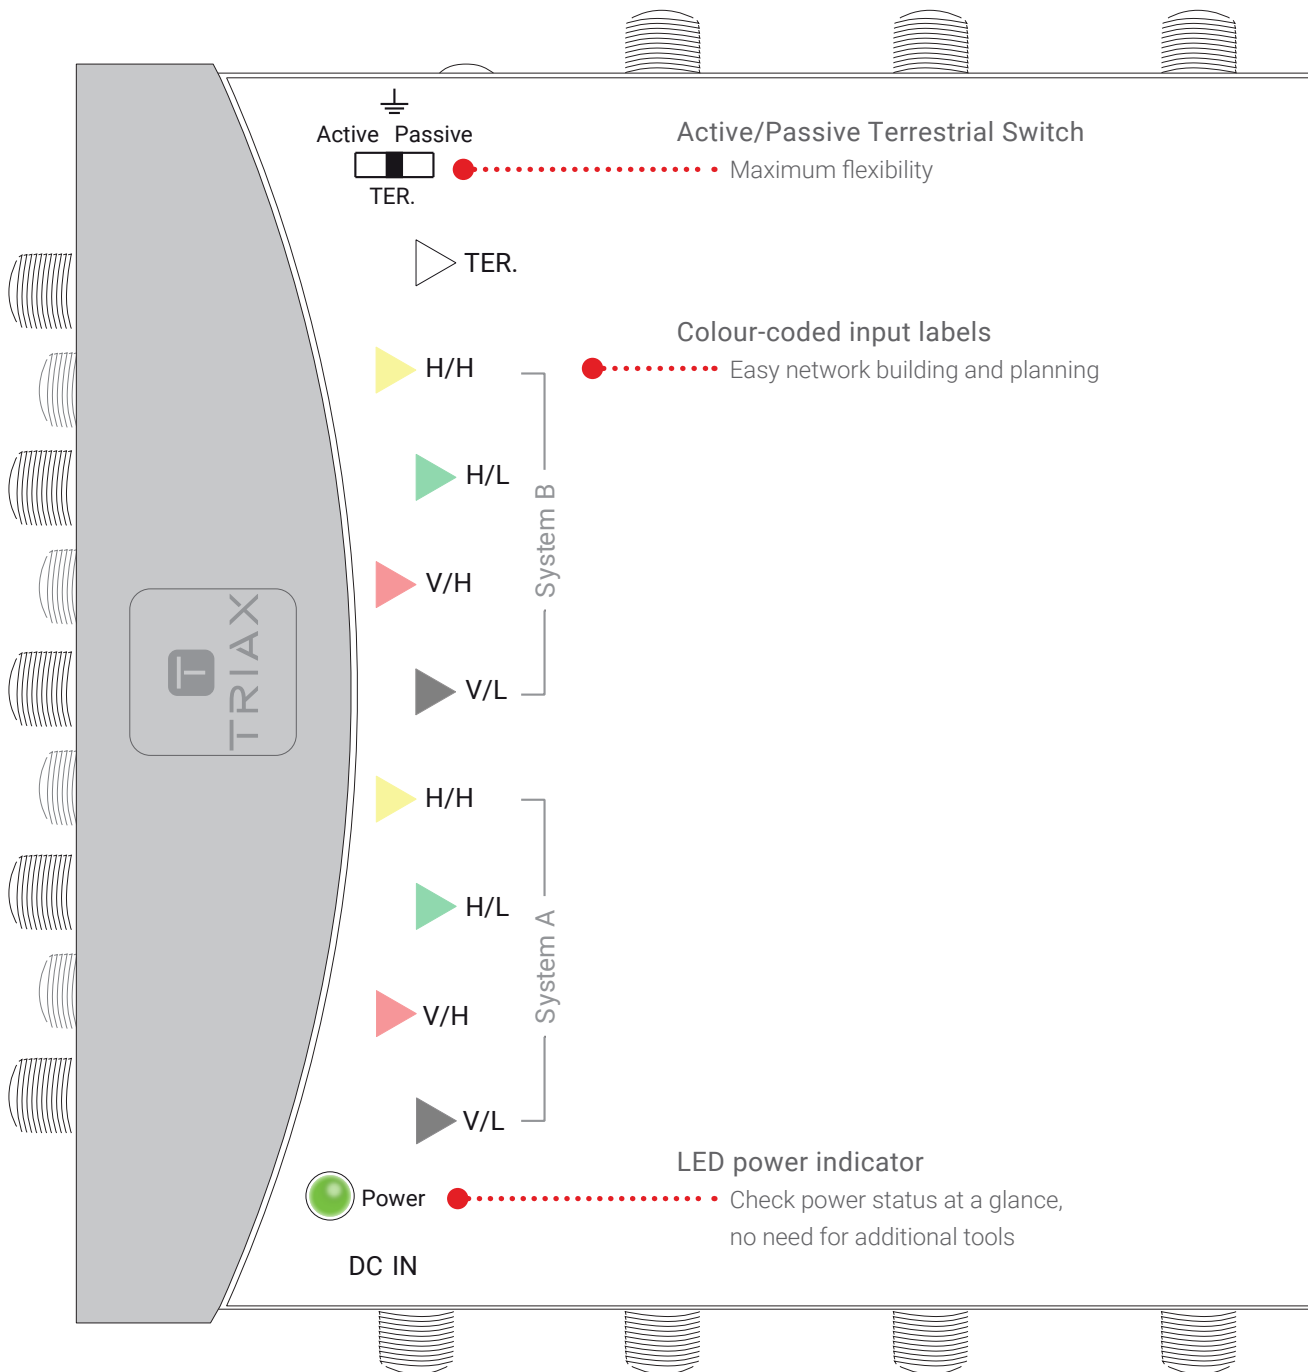 Active Passive
TER.
Active/Passive Terrestrial Switch
Maximum flexibility
TER.
Colour-coded input labels
Easy network building and planning
H/H
H/L
V/H
V/L
System B
TRIAX
H/H
H/L
V/H
V/L
System A
LED power indicator
Check power status at a glance,
no need for additional tools
Power
DC IN